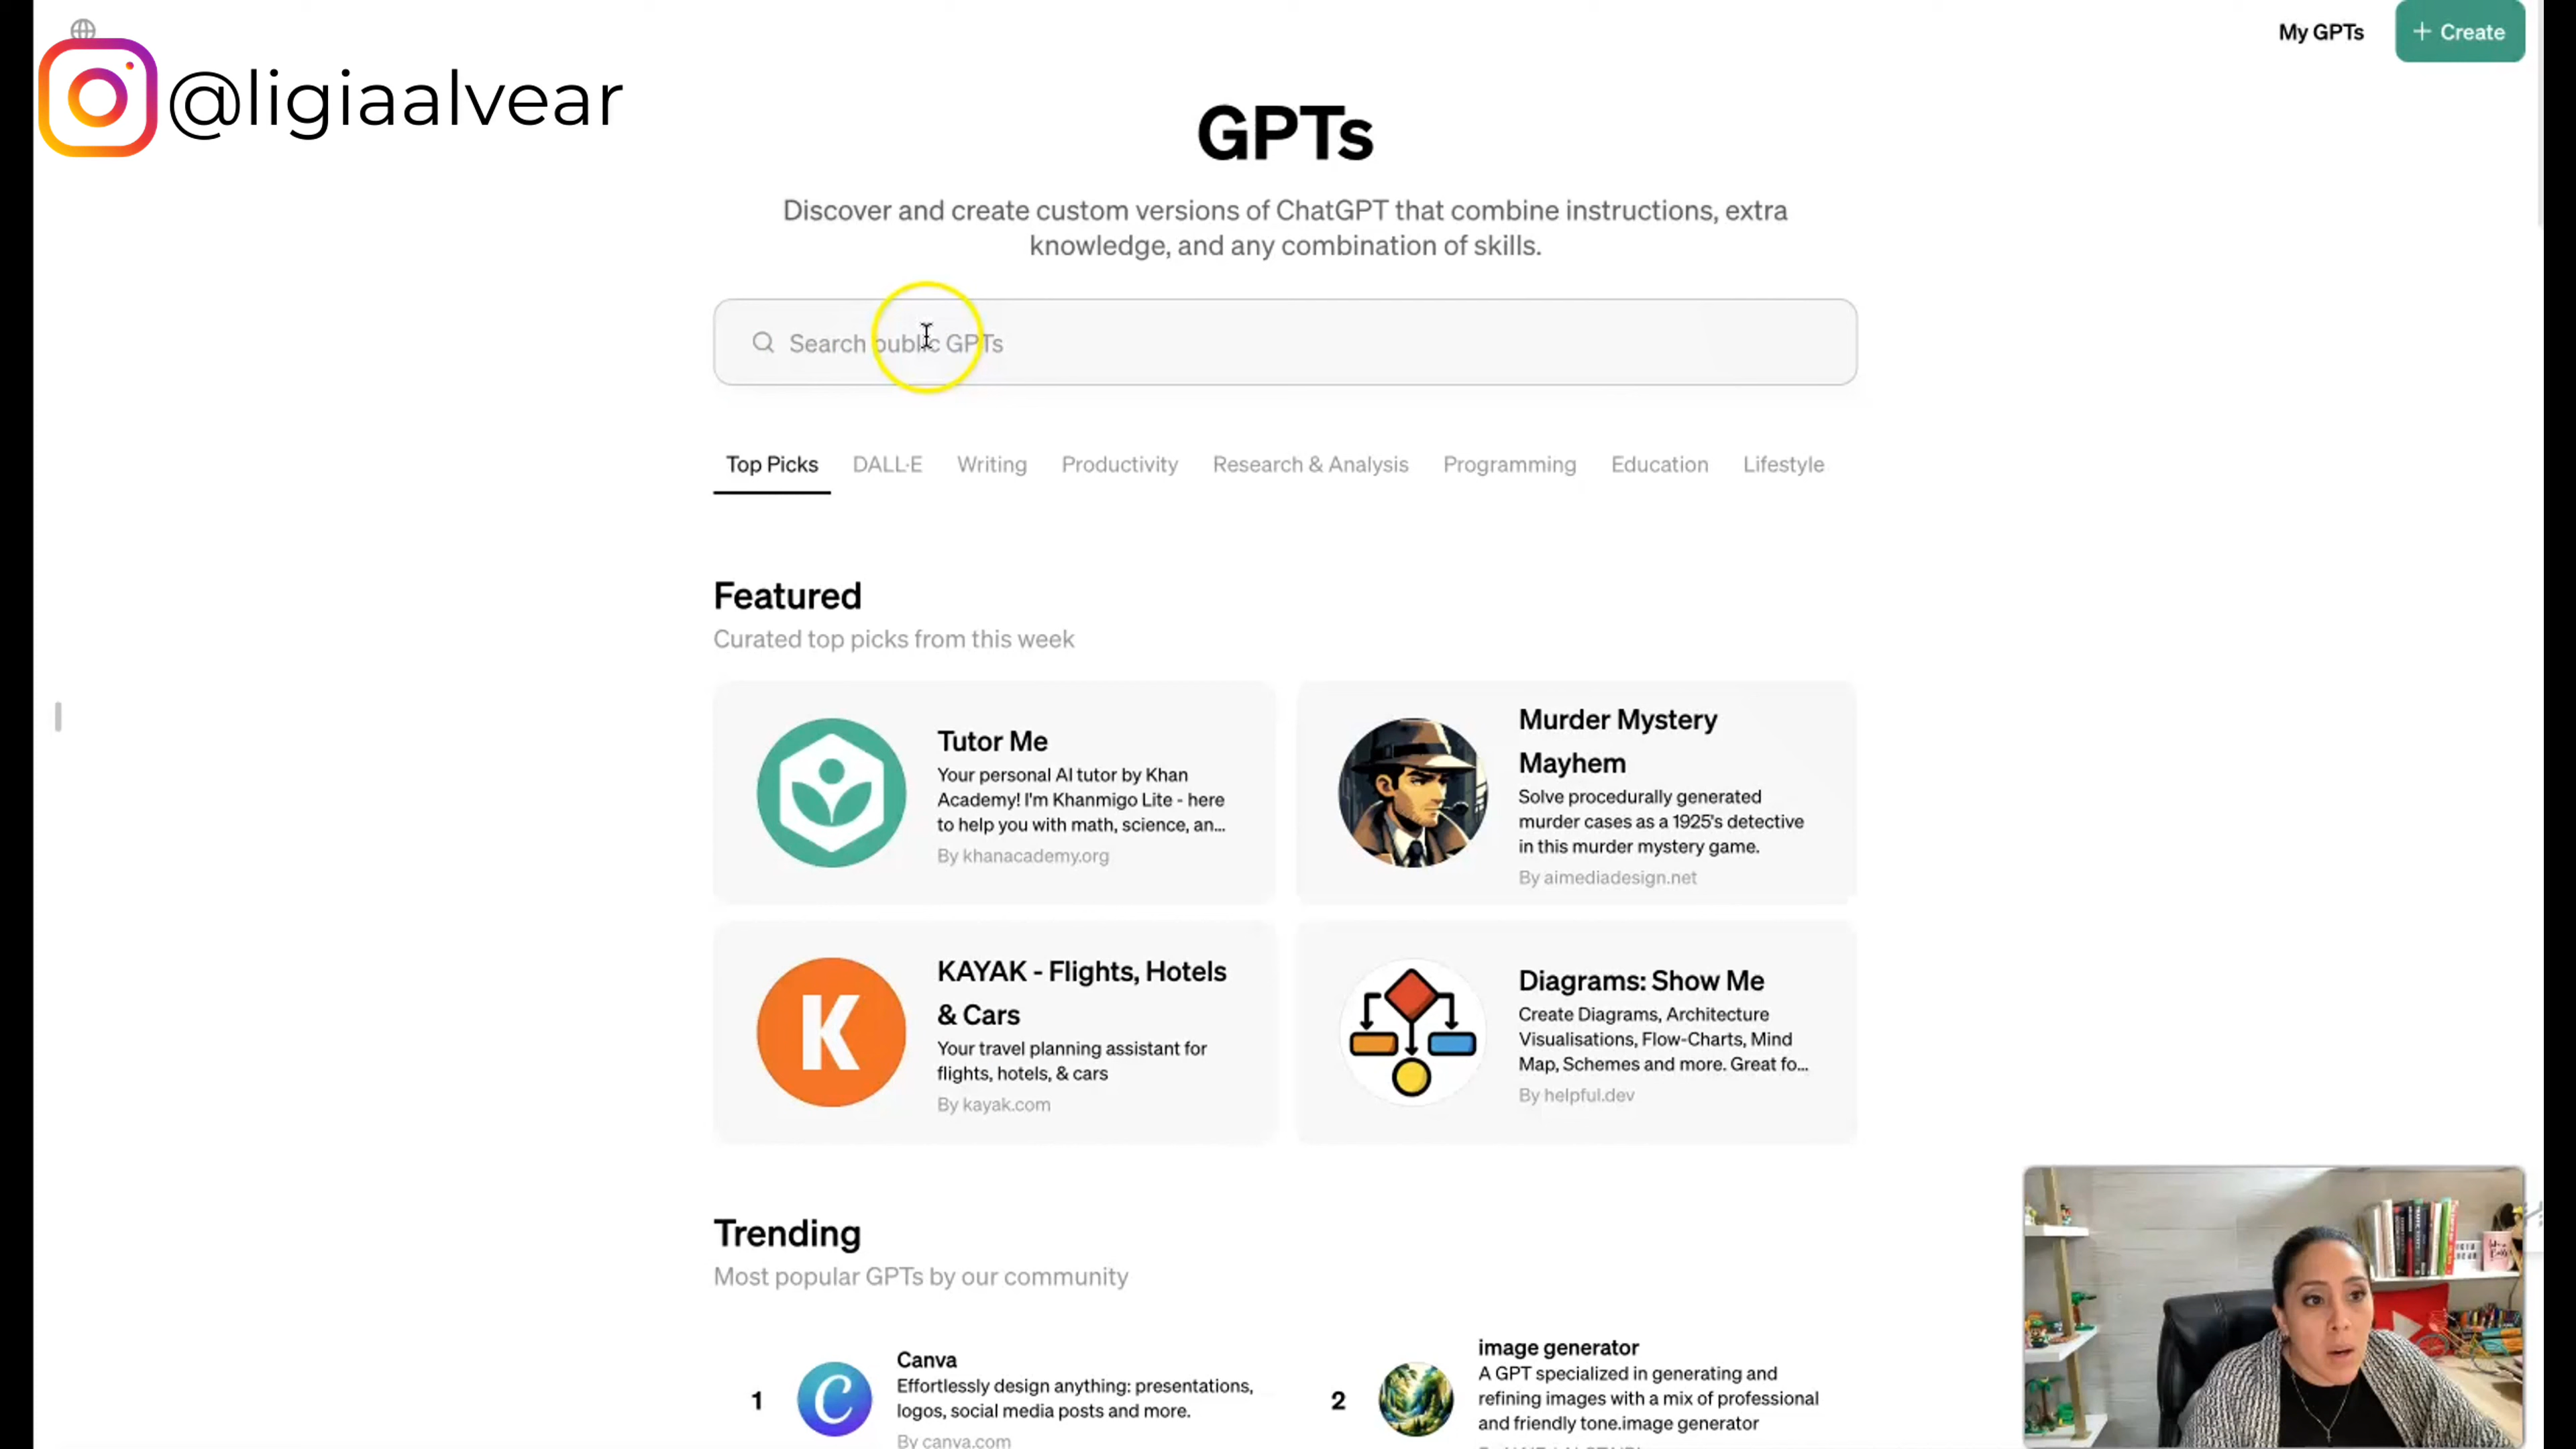 @ligiaalvear
My GPTs
+ Create
GPTs
Discover and create custom versions of ChatGPT that combine instructions, extra
knowledge, and any combination of skills.
Search public GPTs
Top Picks DALL·E Writing Productivity Research & Analysis Programming Education Lifestyle
Featured
Curated top picks from this week
Tutor Me
Your personal AI tutor by Khan
Academy! I'm Khanmigo Lite - here
to help you with math, science, an...
By khanacademy.org
Murder Mystery
Mayhem
Solve procedurally generated
murder cases as a 1925's detective
in this murder mystery game.
By aimediadesign.net
K
KAYAK - Flights, Hotels
& Cars
Your travel planning assistant for
flights, hotels, & cars
By kayak.com
Diagrams: Show Me
Create Diagrams, Architecture
Visualisations, Flow-Charts, Mind
Map, Schemes and more. Great fo...
By helpful.dev
Trending
Most popular GPTs by our community
1
C
Canva
Effortlessly design anything: presentations,
logos, social media posts and more.
By canva.com
2
image generator
A GPT specialized in generating and
refining images with a mix of professional
and friendly tone.image generator